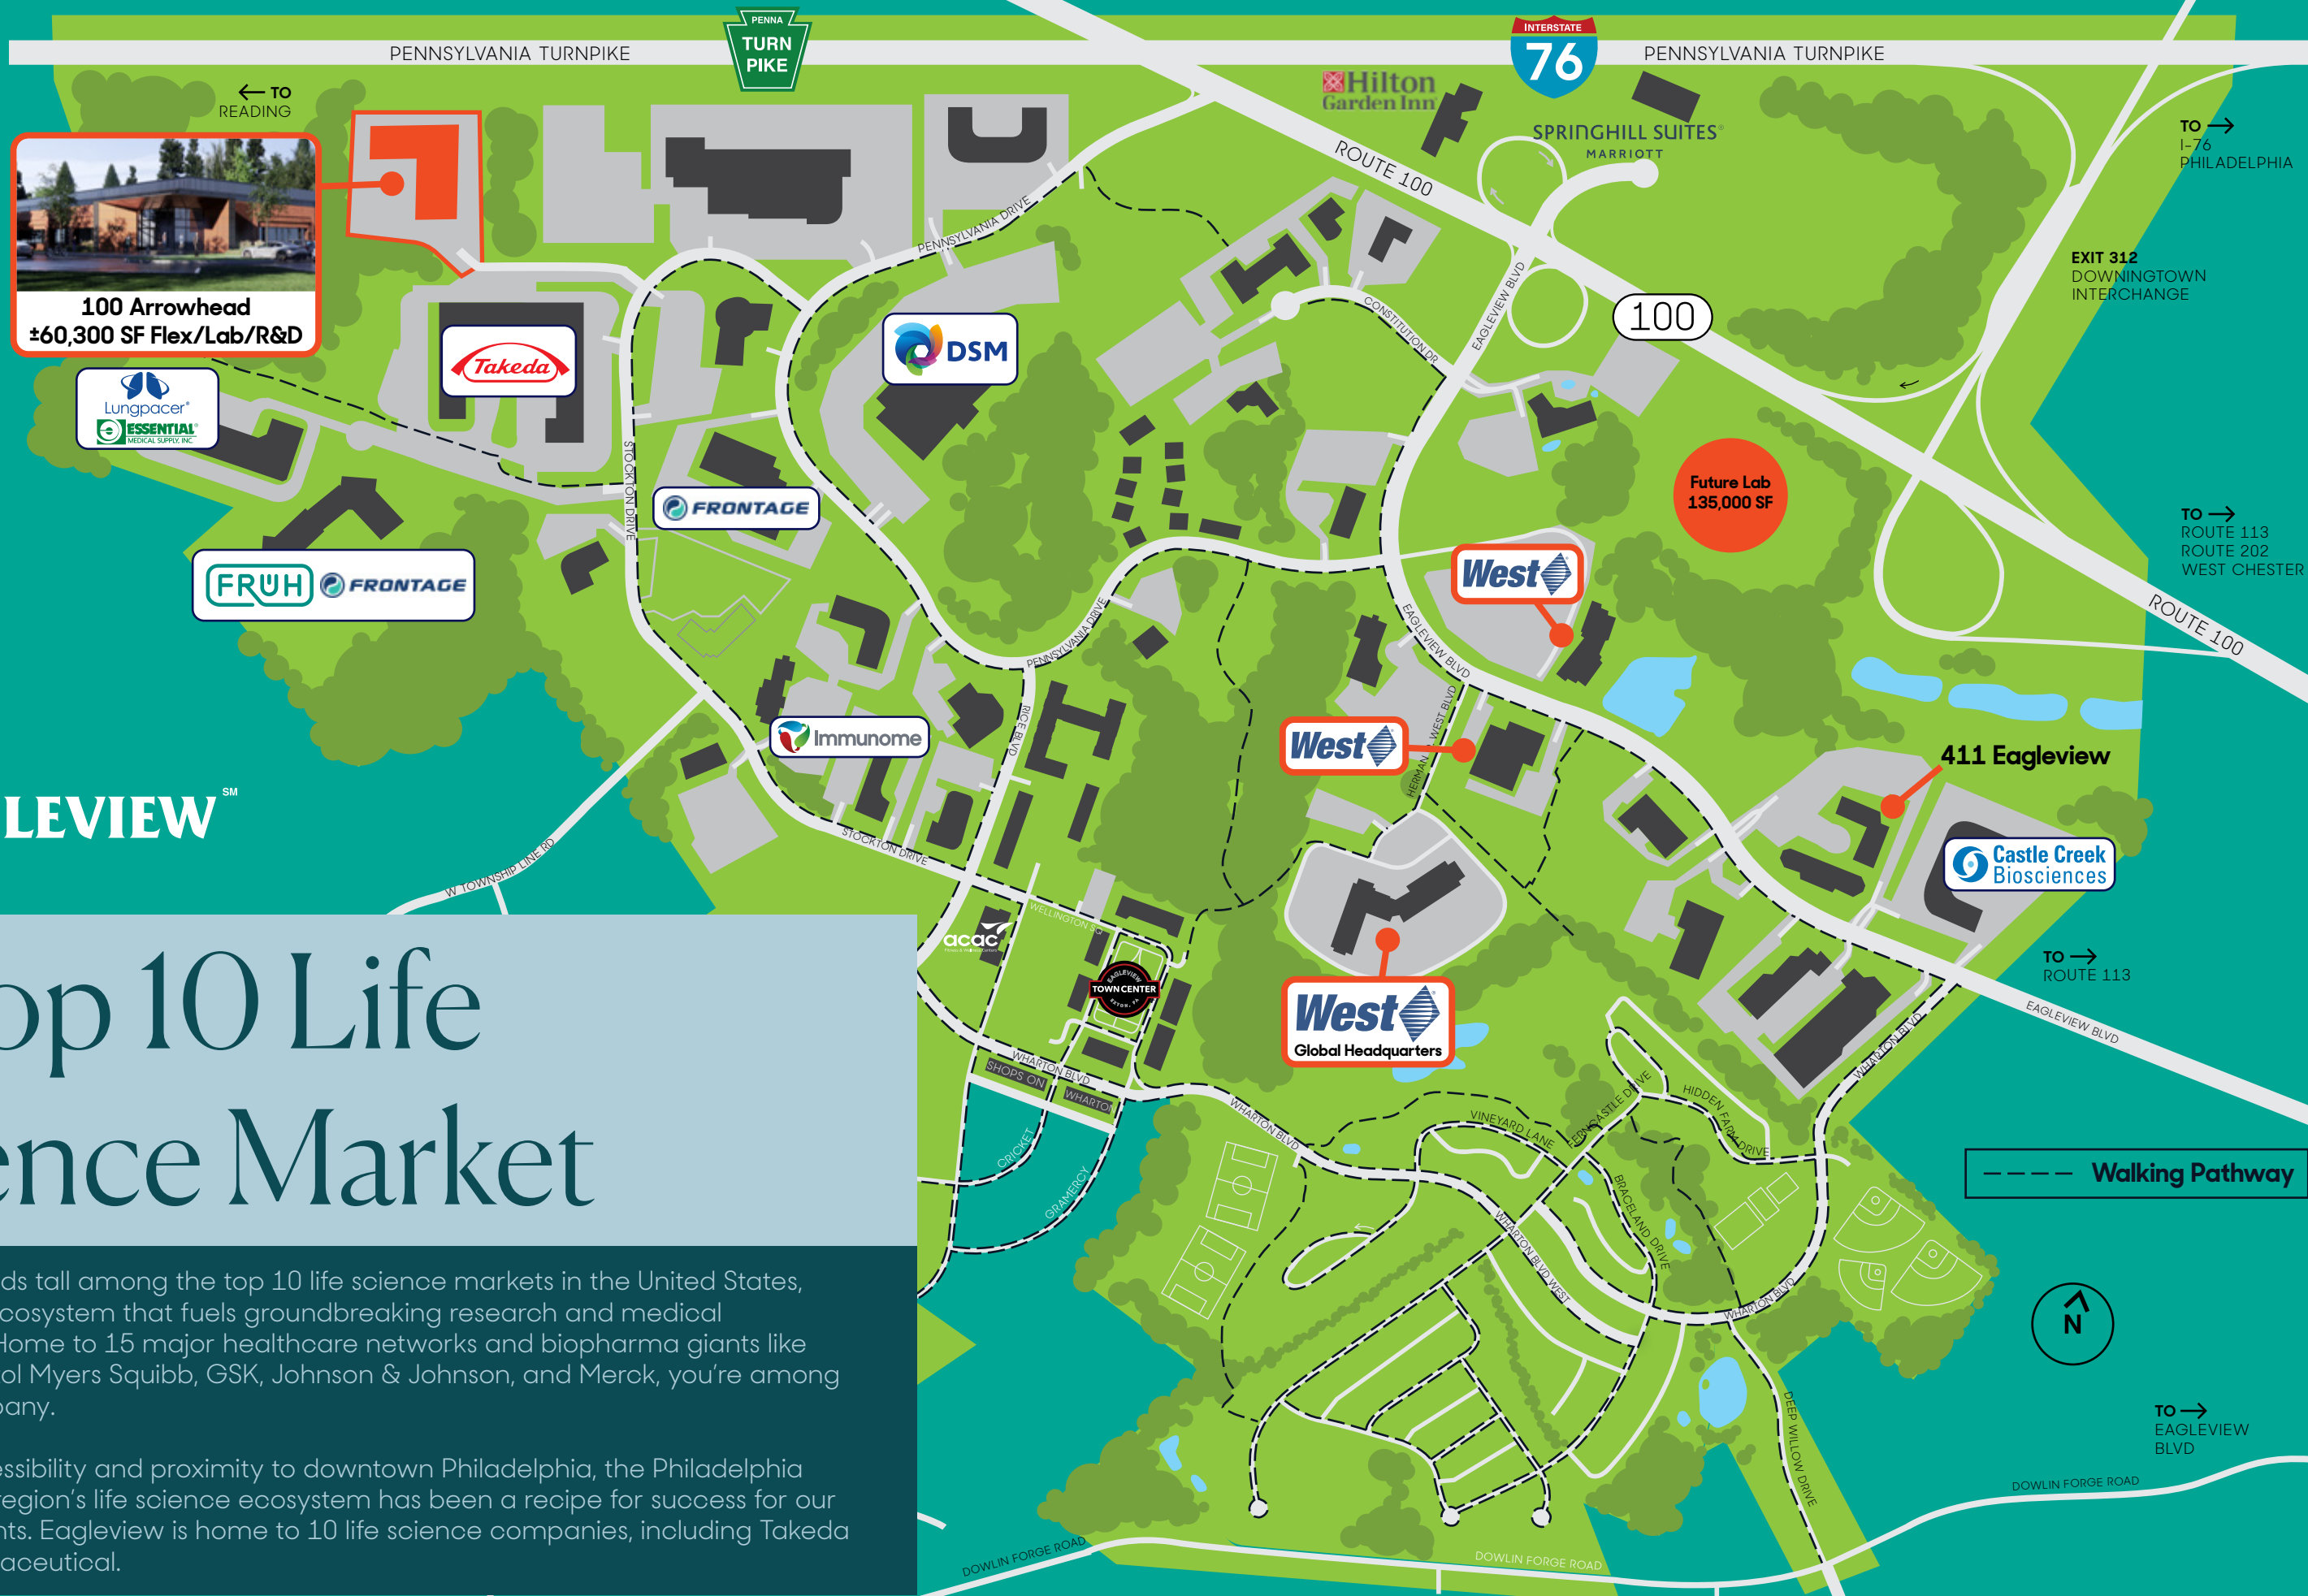 PENNSYLVANIA TURNPIKE
PENNA
TURN
PIKE
INTERSTATE
76
PENNSYLVANIA TURNPIKE
← TO
READING
Hilton
Garden Inn
SPRINGHILL SUITES®
MARRIOTT
TO →
I-76
PHILADELPHIA
ROUTE 100
100 Arrowhead
±60,300 SF Flex/Lab/R&D
PENNSYLVANIA DRIVE
EAGLEVIEW BLVD
CONSTITUTION DR
100
EXIT 312
DOWNINGTOWN
INTERCHANGE
Takeda
DSM
Lungpacer®
ESSENTIAL®
MEDICAL SUPPLY, INC.
STOCKTON DRIVE
FRONTAGE
Future Lab
135,000 SF
TO →
ROUTE 113
ROUTE 202
WEST CHESTER
FRUH FRONTAGE
West
ROUTE 100
PENNSYLVANIA DRIVE
EAGLEVIEW BLVD
RICE BLVD
Immunome
West
HERMAN O WEST BLVD
411 Eagleview
LEVIEW SM
STOCKTON DRIVE
W TOWNSHIP LINE RD
Castle Creek
Biosciences
WELLINGTON SQ
acac
EAGLEVIEW
TOWN CENTER
EXTON, PA
West
Global Headquarters
TO →
ROUTE 113
EAGLEVIEW BLVD
WHARTON BLVD
op 10 Life
ence Market
WHARTON BLVD
SHOPS ON
WHARTON
WHARTON BLVD
VINEYARD LANE
FERNCASTLE DRIVE
HIDDEN FARM DRIVE
CRICKET
GRAMERCY
Walking Pathway
BRACELAND DRIVE
WHARTON BLVD WEST
WHARTON BLVD
N
ds tall among the top 10 life science markets in the United States,
cosystem that fuels groundbreaking research and medical
Home to 15 major healthcare networks and biopharma giants like
ol Myers Squibb, GSK, Johnson & Johnson, and Merck, you're among
pany.
essibility and proximity to downtown Philadelphia, the Philadelphia
region's life science ecosystem has been a recipe for success for our
nts. Eagleview is home to 10 life science companies, including Takeda
aceutical.
DEEP WILLOW DRIVE
TO →
EAGLEVIEW
BLVD
DOWLIN FORGE ROAD
DOWLIN FORGE ROAD
DOWLIN FORGE ROAD